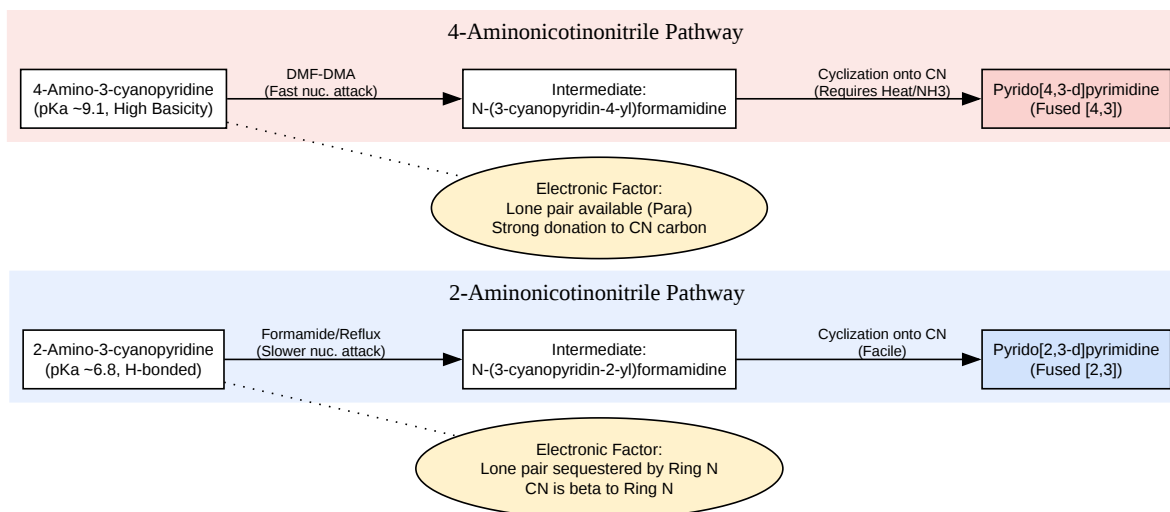 4-Aminonicotinonitrile Pathway
4-Amino-3-cyanopyridine
(pKa ~9.1, High Basicity)
DMF-DMA
(Fast nuc. attack)
Intermediate:
N-(3-cyanopyridin-4-yl)formamidine
Cyclization onto CN
(Requires Heat/NH3)
Pyrido[4,3-d]pyrimidine
(Fused [4,3])
Electronic Factor:
Lone pair available (Para)
Strong donation to CN carbon
2-Aminonicotinonitrile Pathway
2-Amino-3-cyanopyridine
(pKa ~6.8, H-bonded)
Formamide/Reflux
(Slower nuc. attack)
Intermediate:
N-(3-cyanopyridin-2-yl)formamidine
Cyclization onto CN
(Facile)
Pyrido[2,3-d]pyrimidine
(Fused [2,3])
Electronic Factor:
Lone pair sequestered by Ring N
CN is beta to Ring N